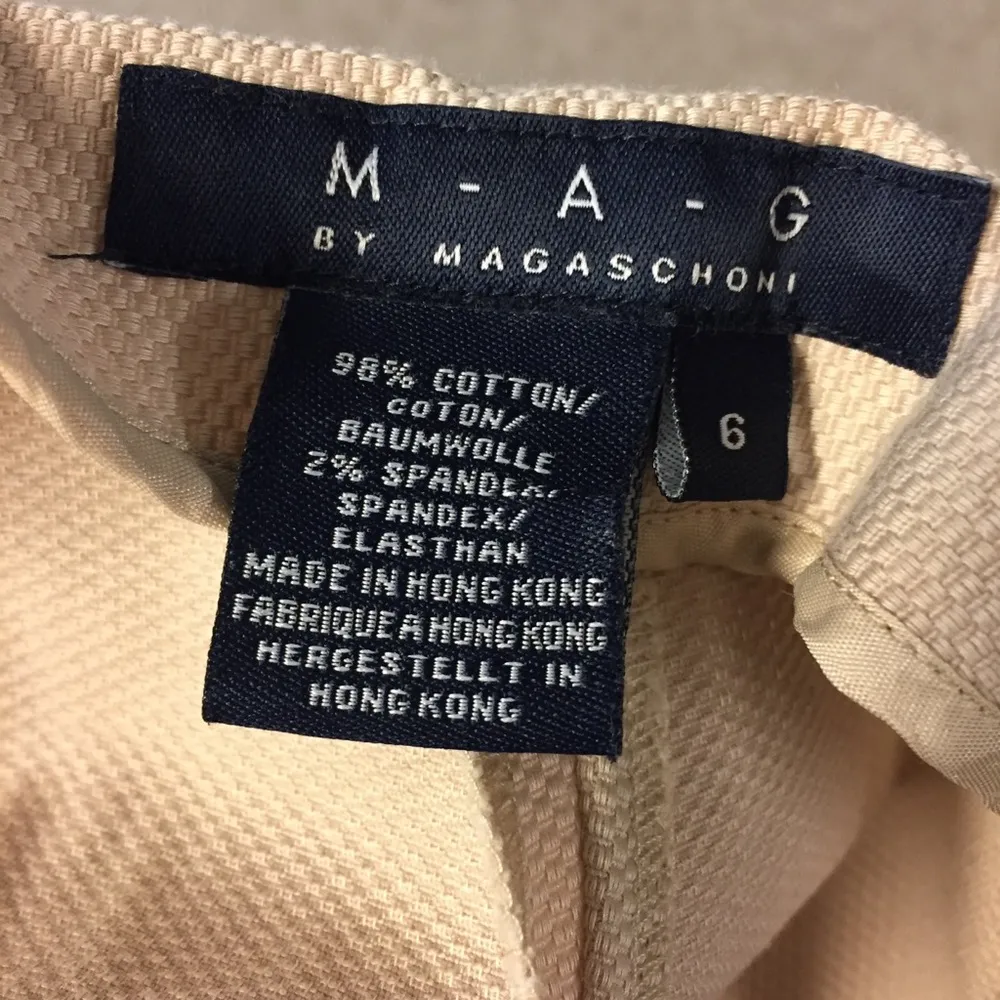 M - A - G
BY MAGASCHONI
98% COTTON/
COTON/
BAUMWOLLE
2% SPANDEX/
SPANDEX/
ELASTHAN
MADE IN HONG KONG
FABRIQUE A HONG KONG
HERGESTELLT IN
HONG KONG
6